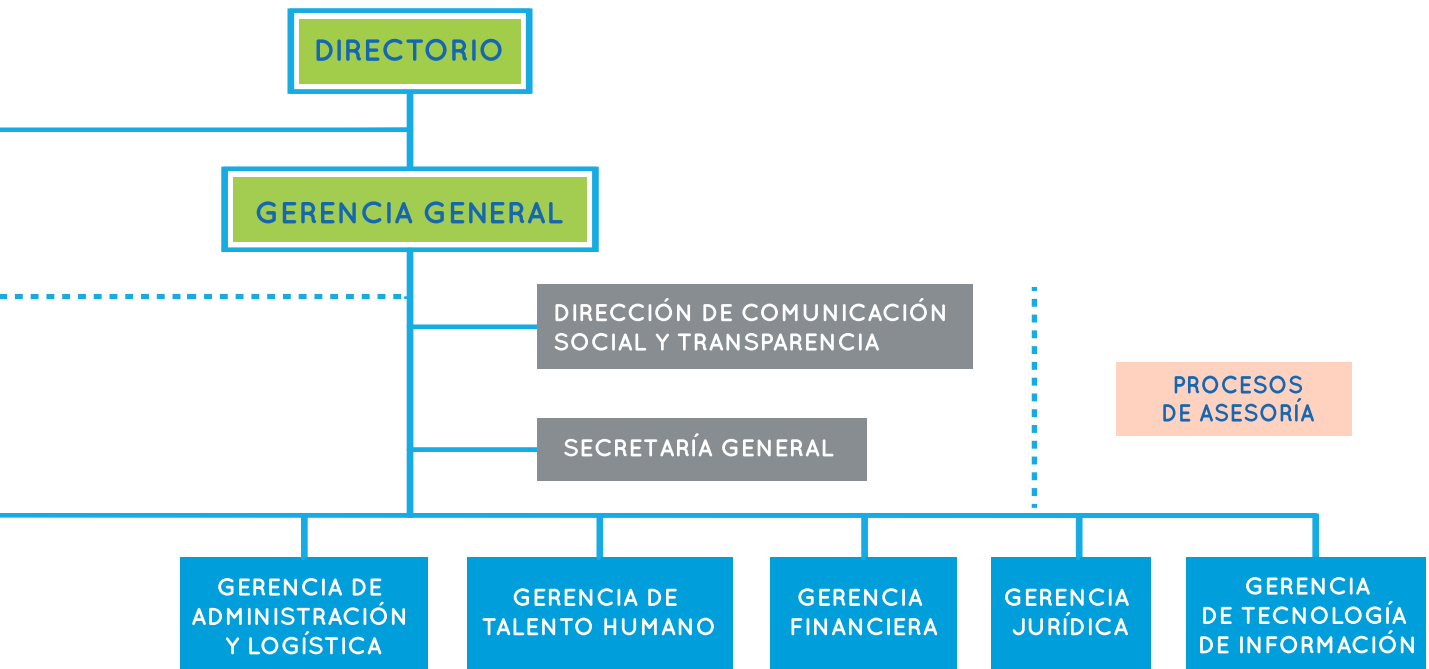 DIRECTORIO
GERENCIA GENERAL
DIRECCIÓN DE COMUNICACIÓN
SOCIAL Y TRANSPARENCIA
PROCESOS
DE ASESORÍA
SECRETARÍA GENERAL
GERENCIA DE
ADMINISTRACIÓN
Y LOGÍSTICA
GERENCIA DE
TALENTO HUMANO
GERENCIA
FINANCIERA
GERENCIA
JURÍDICA
GERENCIA
DE TECNOLOGÍA
DE INFORMACIÓN